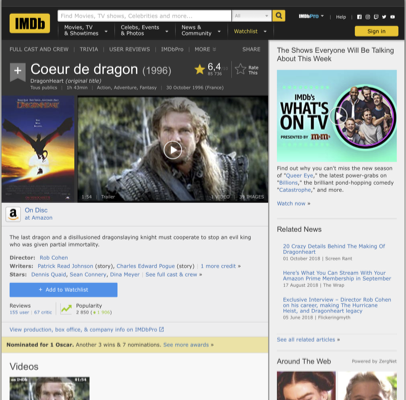 IMDb
Find Movies, TV shows, Celebrities and more...
All
Movies, TV & Showtimes
Celebs, Events & Photos
News & Community
Watchlist
IMDbPro
Help
Sign in
FULL CAST AND CREW | TRIVIA | USER REVIEWS | IMDbPro | MORE
SHARE
Coeur de dragon (1996)
DragonHeart (original title)
Tous publics | 1h 43min | Action, Adventure, Fantasy | 30 October 1996 (France)
6,4
Rate This
1:54 | Trailer
On Disc
at Amazon
The last dragon and a disillusioned dragonslaying knight must cooperate to stop an evil king
who was given partial immortality.
Director: Rob Cohen
Writers: Patrick Read Johnson (story), Charles Edward Pogue (story) | 1 more credit »
Stars: Dennis Quaid, Sean Connery, Dina Meyer | See full cast & crew »
+ Add to Watchlist
Reviews
155 user | 67 critic
Popularity
View production, box office, & company info on IMDbPro
Nominated for 1 Oscar. Another 3 wins & 7 nominations. See more awards »
Videos
The Shows Everyone Will Be Talking
About This Week
IMDb's
WHAT'S
ON TV
PRESENTED BY M&M'S
Find out why you can't miss the new season
of "Queer Eye," the latest power-grabs on
"Billions," the brilliant pond-hopping comedy
"Catastrophe," and more.
Watch now »
Related News
20 Crazy Details Behind The Making Of
Dragonheart
01 October 2018 | Screen Rant
Here's What You Can Stream With Your
Amazon Prime Membership in September
17 August 2018 | The Wrap
Exclusive Interview – Director Rob Cohen
on his career, making The Hurricane
Heist, and Dragonheart legacy
05 June 2018 | Flickeringmyth
See all related articles »
Around The Web
Powered by ZergNet